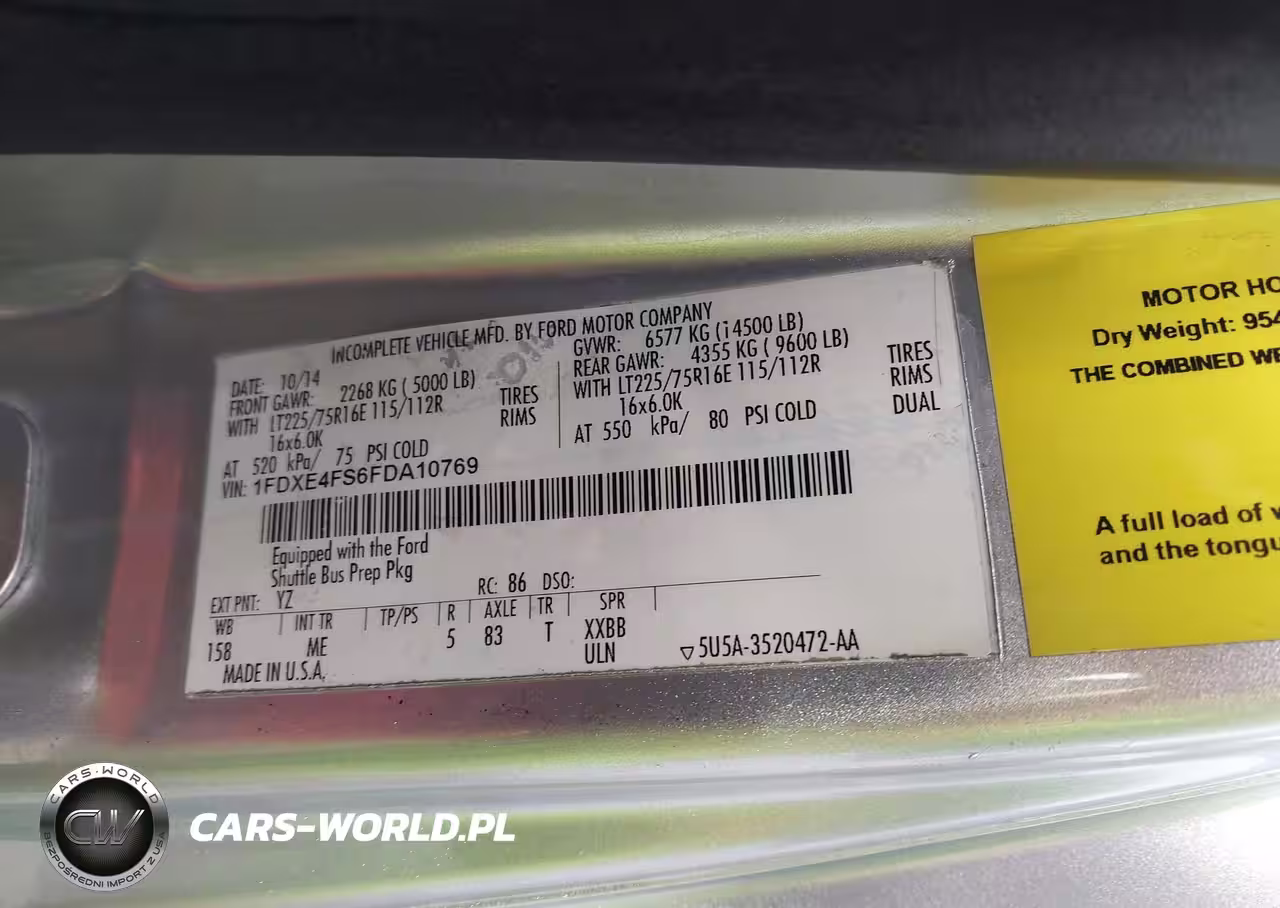 INCOMPLETE VEHICLE MFD. BY FORD MOTOR COMPANY
DATE: 10/14
FRONT GAWR: 2268 KG ( 5000 LB)
WITH LT225/75R16E 115/112R TIRES
16x6.0K RIMS
AT 520 kPa/ 75 PSI COLD
GVWR: 6577 KG (14500 LB)
REAR GAWR: 4355 KG ( 9600 LB)
WITH LT225/75R16E 115/112R TIRES
16x6.0K RIMS
AT 550 kPa/ 80 PSI COLD DUAL
VIN: 1FDXE4FS6FDA10769
Equipped with the Ford
Shuttle Bus Prep Pkg
RC: 86 DSO:
EXT PNT: YZ
WB INT TR TP/PS R AXLE TR SPR
158 ME 5 83 T XXBB
ULN
▽5U5A-3520472-AA
MADE IN U.S.A.
MOTOR HO
Dry Weight: 954
THE COMBINED WE
A full load of w
and the tongu
CARS-WORLD
CW
BEZPOŚREDNI IMPORT Z USA
CARS-WORLD.PL